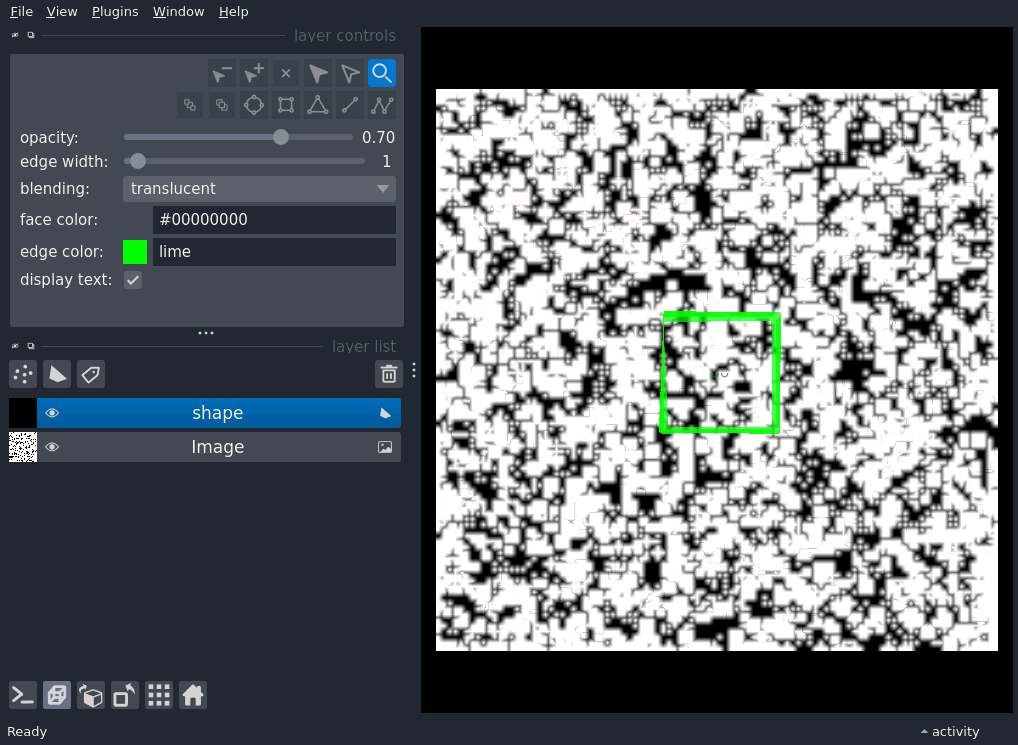 File View Plugins Window Help
layer controls
opacity: 0.70
edge width: 1
blending: translucent
face color: #00000000
edge color: lime
display text:
layer list
shape
Image
Ready
activity